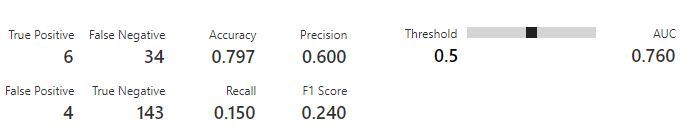 True Positive False Negative Accuracy Precision Threshold AUC
6 34 0.797 0.600 0.5 0.760
False Positive True Negative Recall F1 Score
4 143 0.150 0.240